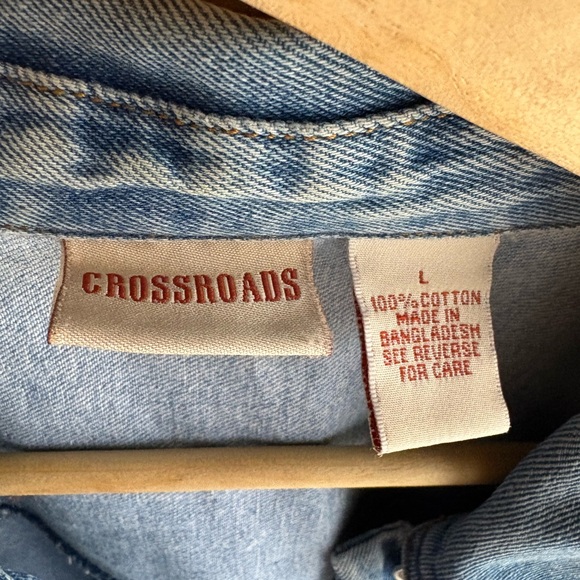 CROSSROADS
L
100% COTTON
MADE IN
BANGLADESH
SEE REVERSE
FOR CARE